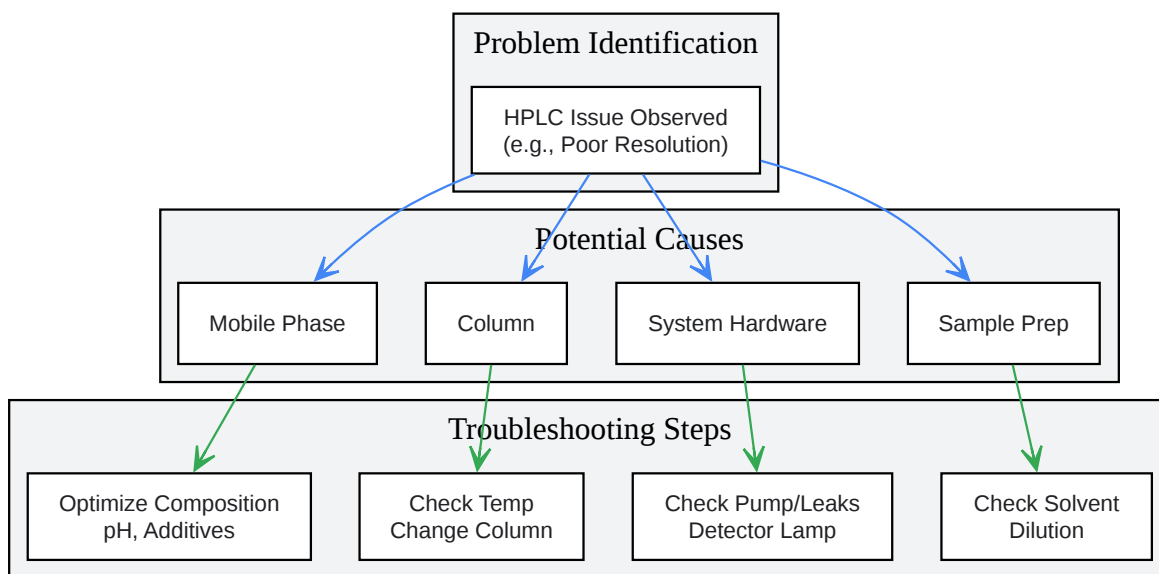 Problem Identification
HPLC Issue Observed
(e.g., Poor Resolution)
Potential Causes
Mobile Phase
Column
System Hardware
Sample Prep
Troubleshooting Steps
Optimize Composition
pH, Additives
Check Temp
Change Column
Check Pump/Leaks
Detector Lamp
Check Solvent
Dilution